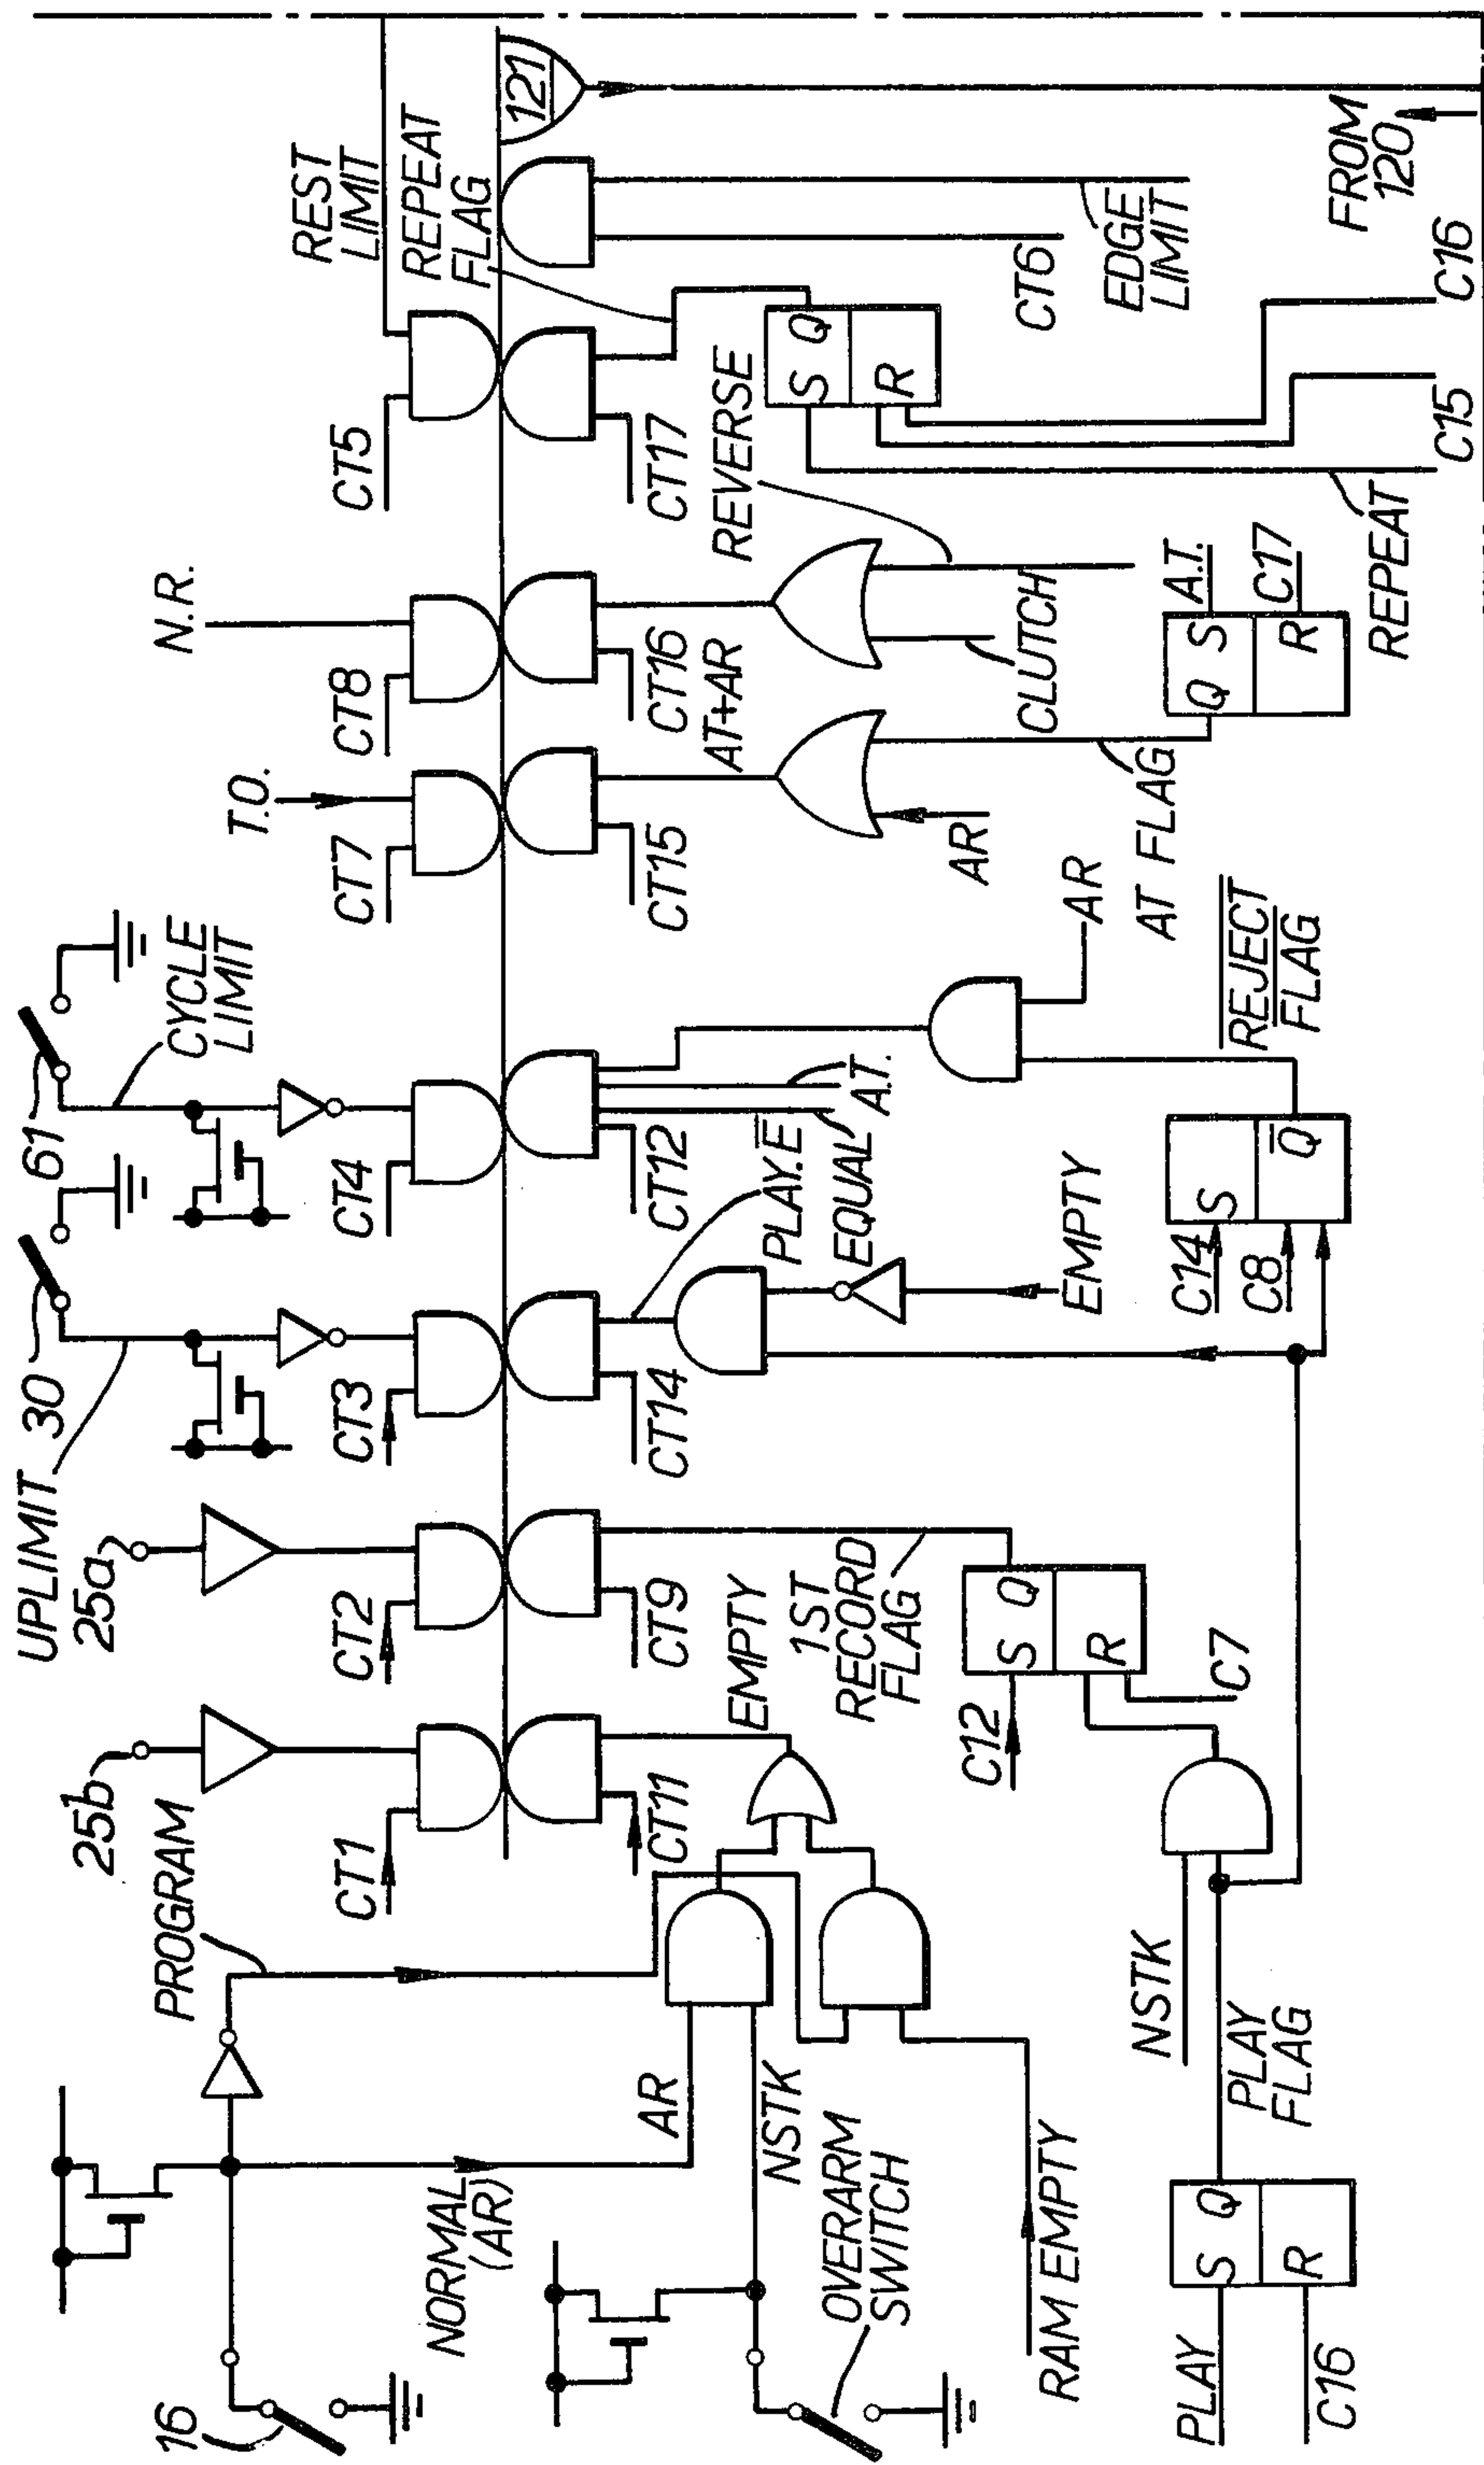 REST
LIMIT
REPEAT
FLAG
121
FROM
120
CT5
CT17
CT6
EDGE
LIMIT
S Q
R
C16
C15
REPEAT
REVERSE
N.R.
CT8
CT16
CLUTCH
A.T.
C17
Q S
R
T.O.
CT7
CT15
AT+AR
AR
AT FLAG
61
CYCLE
LIMIT
CT4
CT12
A.T.
EQUAL
AR
REJECT
FLAG
C14
C8
S
Q̅
UPLIMIT
30
CT3
CT14
PLAY.E̅
EMPTY
25a
CT2
CT9
1ST
RECORD
FLAG
C12
S Q
R
C7
25b
PROGRAM
CT1
CT11
EMPTY
16
NORMAL
(AR)
AR
NSTK
OVERARM
SWITCH
RAM EMPTY
NSTK
PLAY
FLAG
PLAY
C16
S Q
R